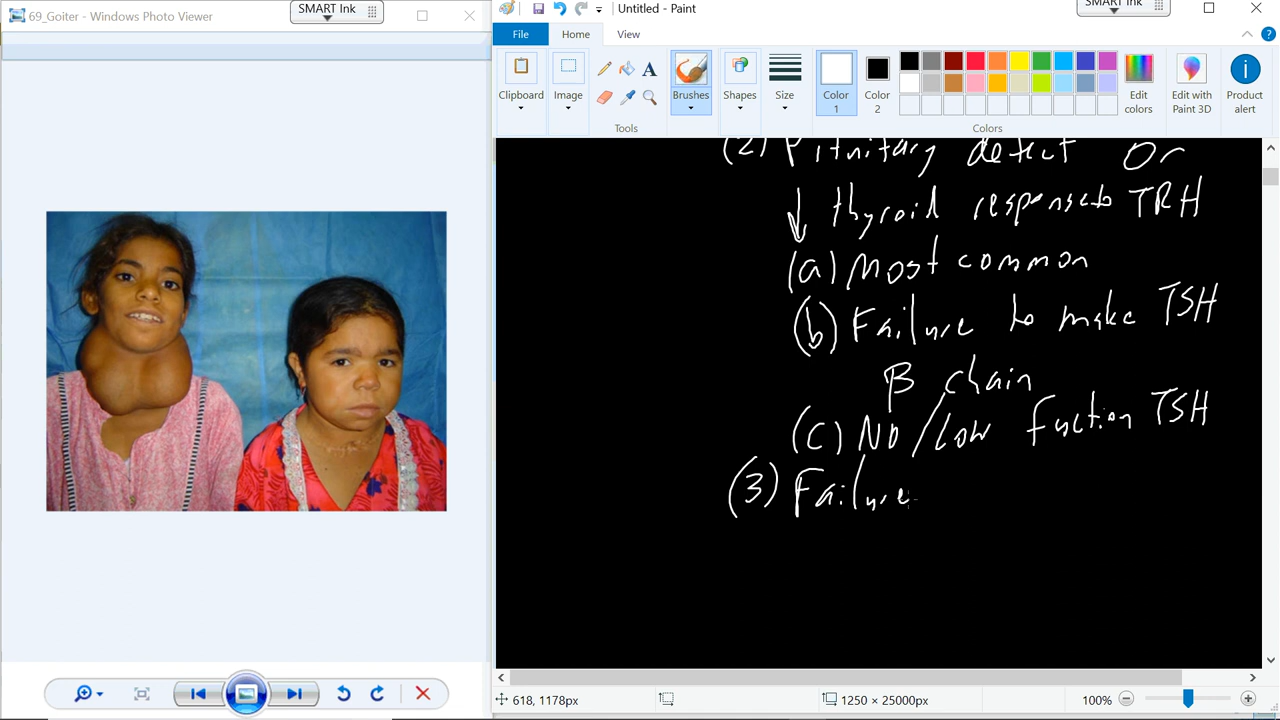 69_Goiter - Windows Photo Viewer
SMART Ink
Untitled - Paint
SMART Ink
File
Home
View
Clipboard
Image
Tools
Brushes
Shapes
Size
Color 1
Color 2
Colors
Edit colors
Edit with Paint 3D
Product alert
(2) Pituitary defect Or
↓ thyroid response to TRH
(a) Most common
(b) Failure to make TSH
β chain
(c) No/low function TSH
(3) Failure
618, 1178px
1250 × 25000px
100%